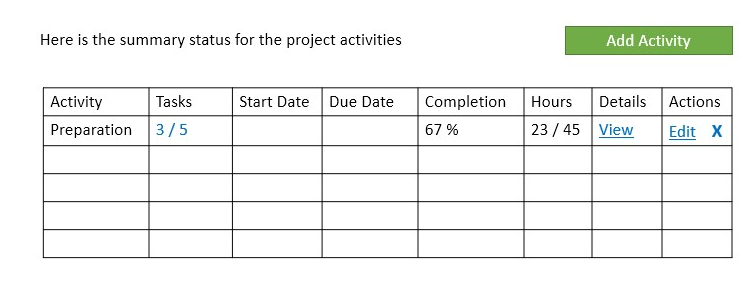 Here is the summary status for the project activities
Add Activity
Activity Tasks Start Date Due Date Completion Hours Details Actions
Preparation 3 / 5 67 % 23 / 45 View Edit X